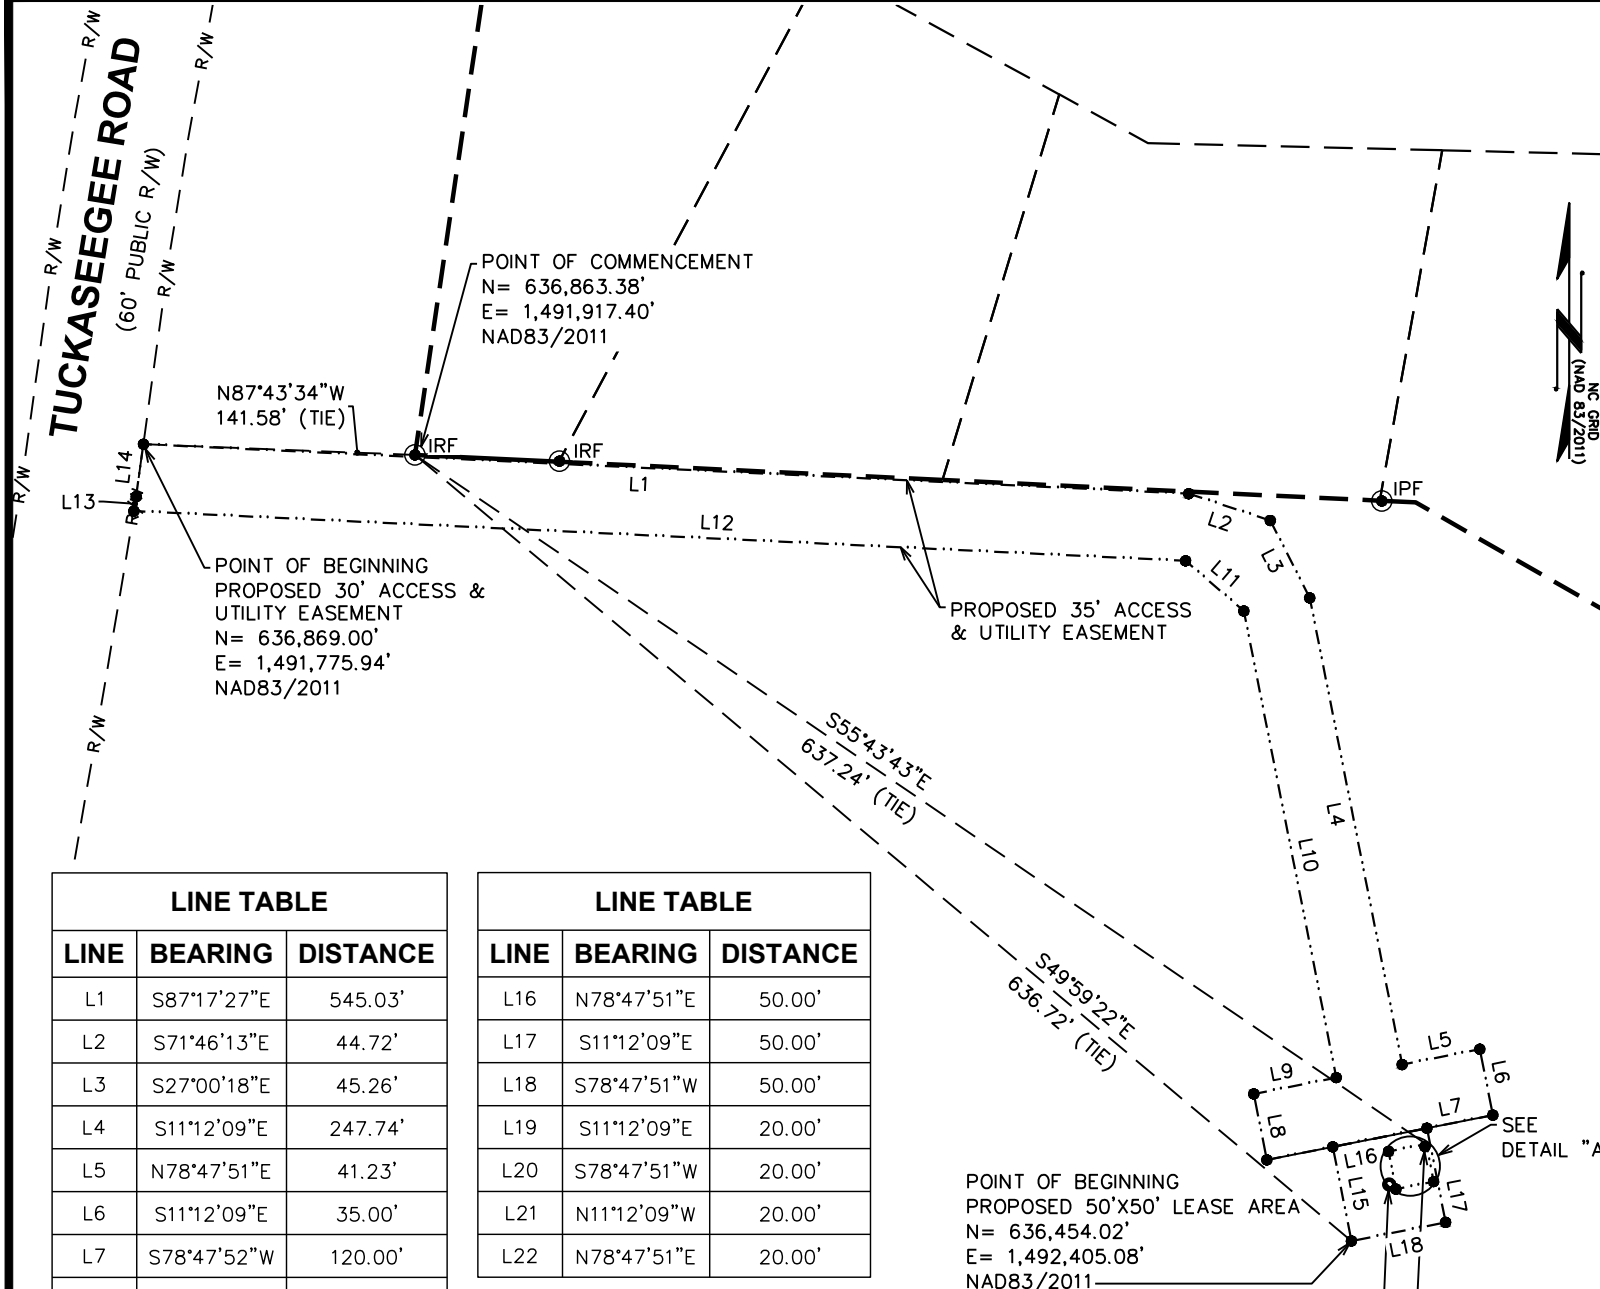 R/W
R/W
TUCKASEEGEE ROAD
(60' PUBLIC R/W)
R/W
R/W
R/W
R/W
R/W
POINT OF COMMENCEMENT
N= 636,863.38'
E= 1,491,917.40'
NAD83/2011
NC GRID
(NAD 83/2011)
N87°43'34"W
141.58' (TIE)
IRF
IRF
IPF
L14
L13
L1
L12
L2
L3
L11
POINT OF BEGINNING
PROPOSED 30' ACCESS &
UTILITY EASEMENT
N= 636,869.00'
E= 1,491,775.94'
NAD83/2011
PROPOSED 35' ACCESS
& UTILITY EASEMENT
S55°43'43"E
637.24' (TIE)
L4
L10
S49°59'22"E
636.72' (TIE)
L5
L6
L9
L8
L7
SEE
DETAIL "A
L16
L15
L17
L18
POINT OF BEGINNING
PROPOSED 50'X50' LEASE AREA
N= 636,454.02'
E= 1,492,405.08'
NAD83/2011
LINE TABLE
LINE BEARING DISTANCE
L1 S87°17'27"E 545.03'
L2 S71°46'13"E 44.72'
L3 S27°00'18"E 45.26'
L4 S11°12'09"E 247.74'
L5 N78°47'51"E 41.23'
L6 S11°12'09"E 35.00'
L7 S78°47'52"W 120.00'
LINE TABLE
LINE BEARING DISTANCE
L16 N78°47'51"E 50.00'
L17 S11°12'09"E 50.00'
L18 S78°47'51"W 50.00'
L19 S11°12'09"E 20.00'
L20 S78°47'51"W 20.00'
L21 N11°12'09"W 20.00'
L22 N78°47'51"E 20.00'